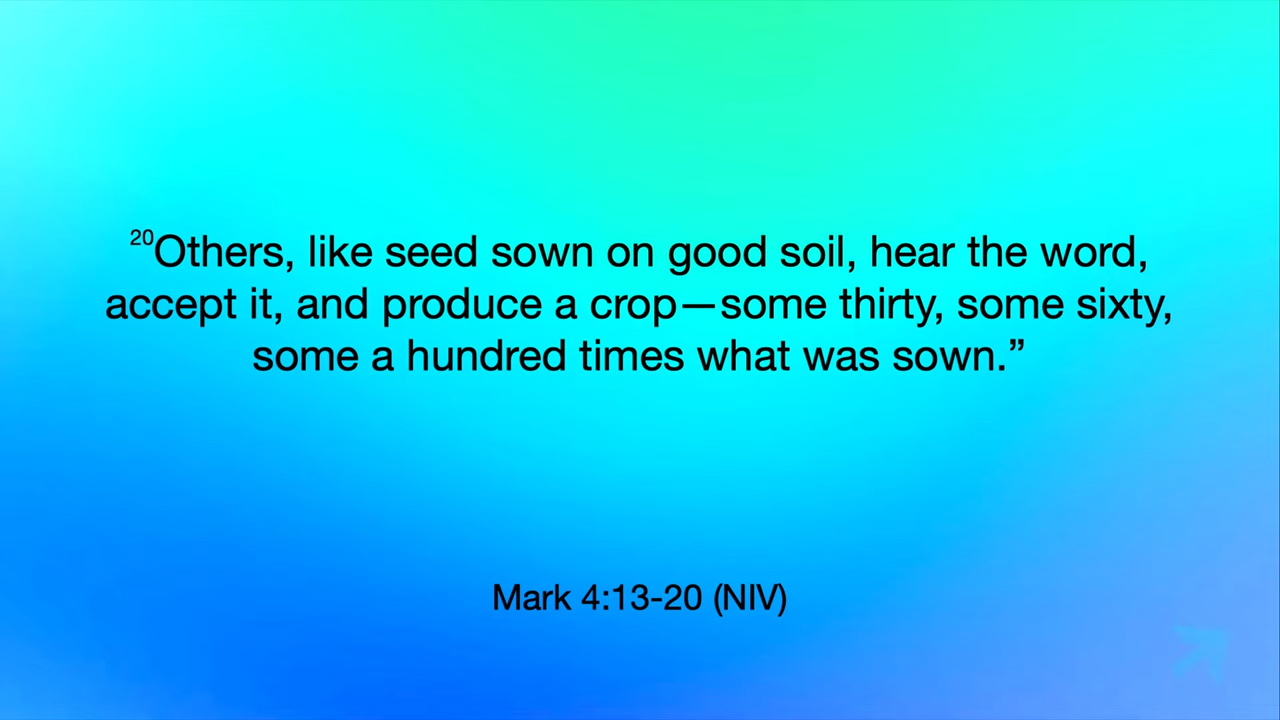 20Others, like seed sown on good soil, hear the word,
accept it, and produce a crop—some thirty, some sixty,
some a hundred times what was sown.”
Mark 4:13-20 (NIV)